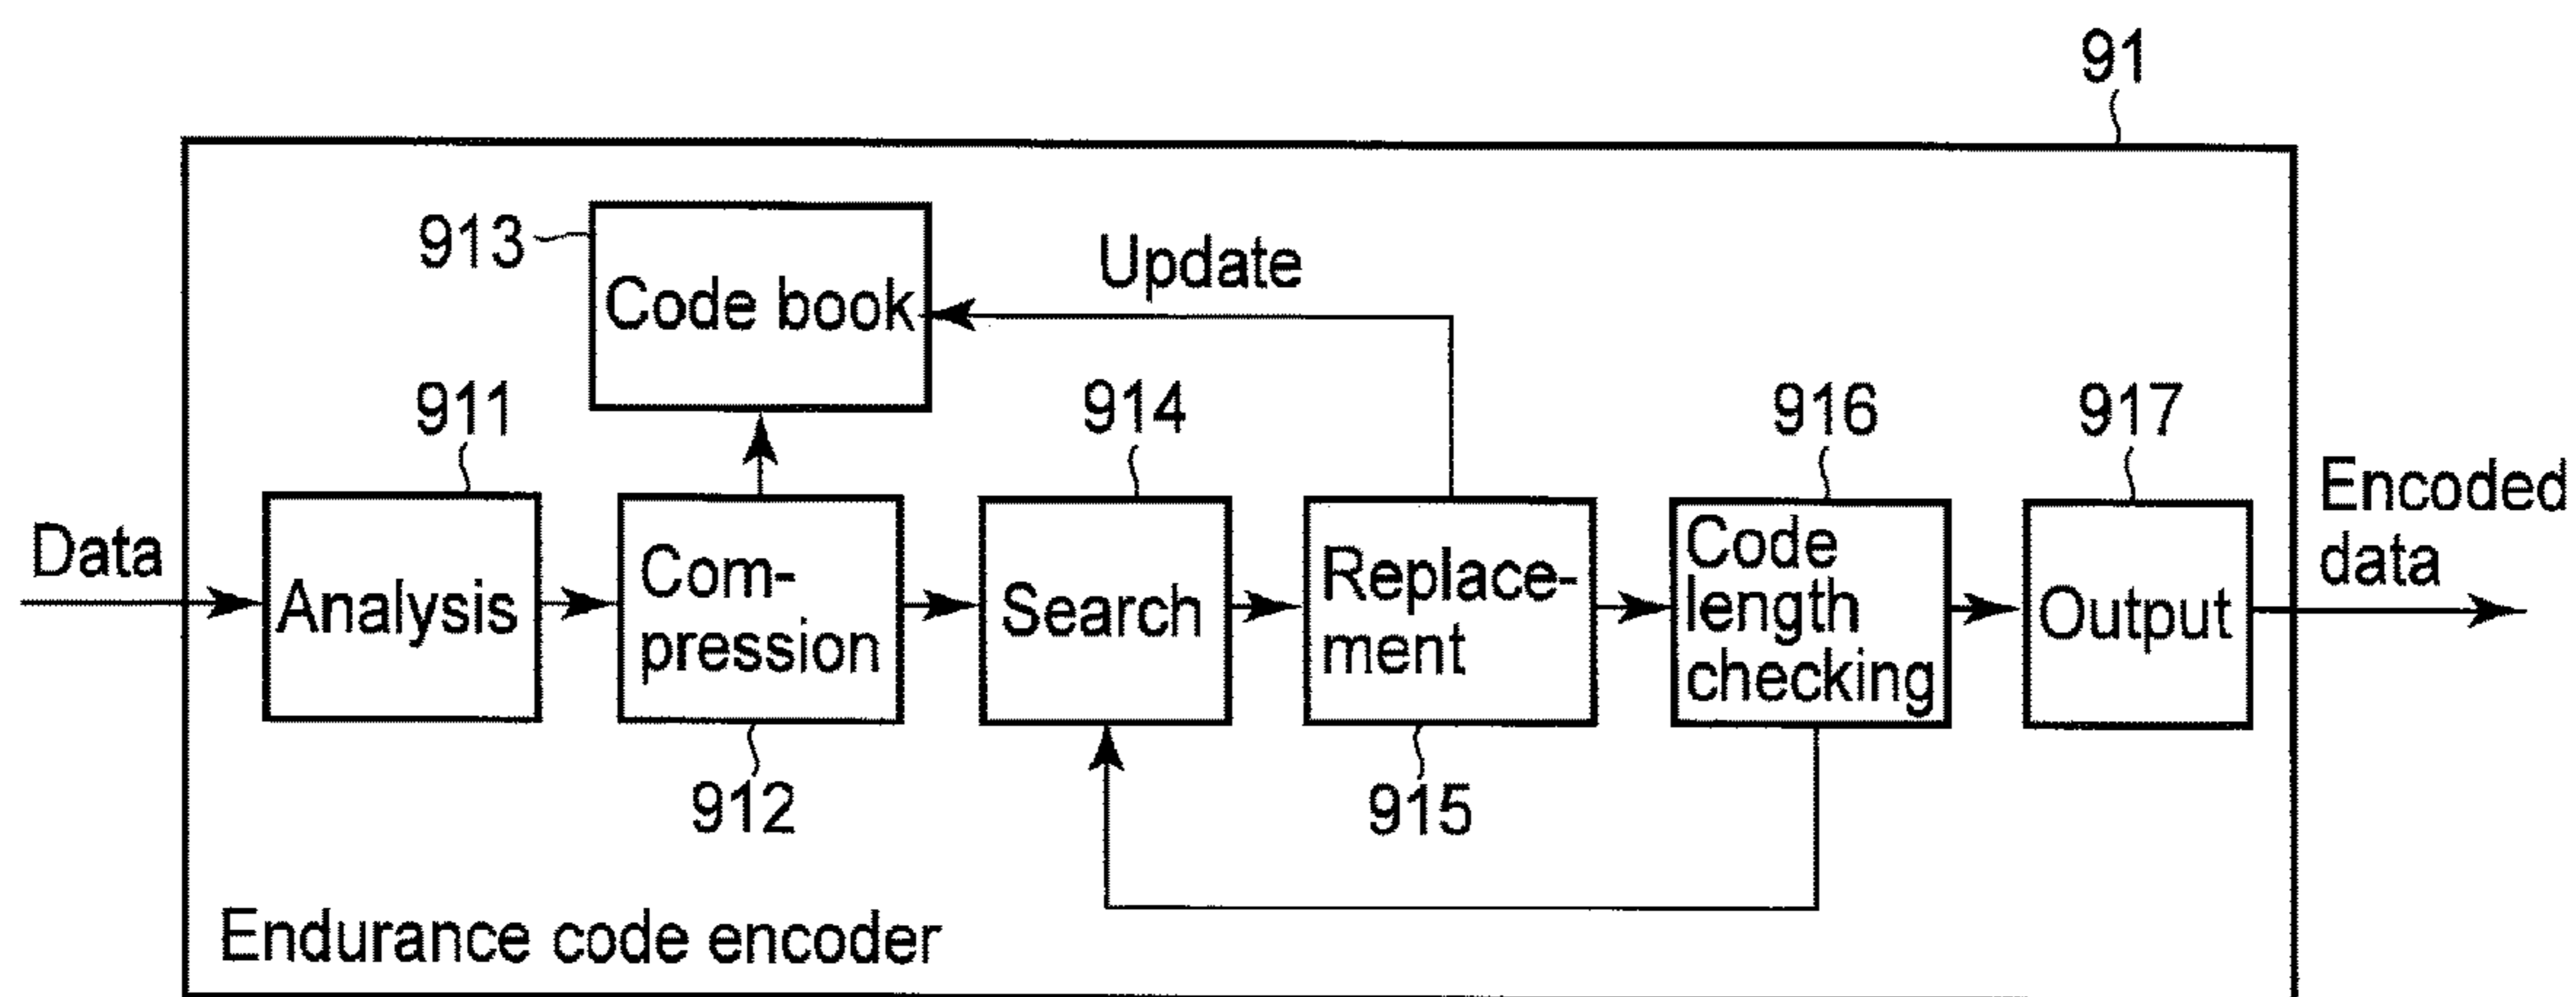 91
913
Code book
Update
911
914
916
917
Data
Analysis
Com-
pression
Search
Replace-
ment
Code
length
checking
Output
Encoded
data
912
915
Endurance code encoder